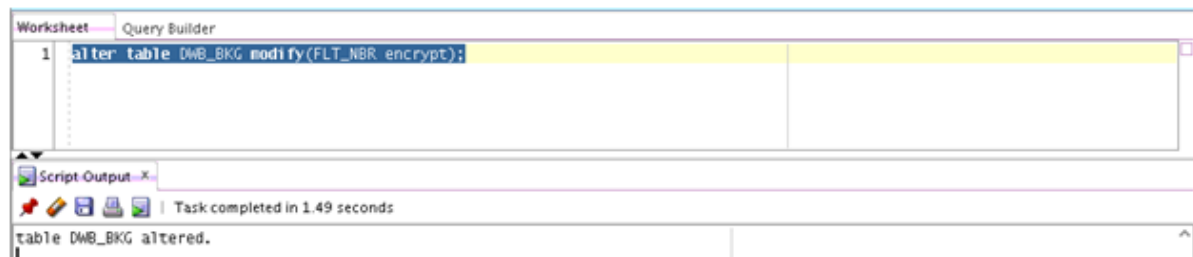 Worksheet Query Builder
1 alter table DWB_BKG modify(FLT_NBR encrypt);
Script Output x
Task completed in 1.49 seconds
table DWB_BKG altered.